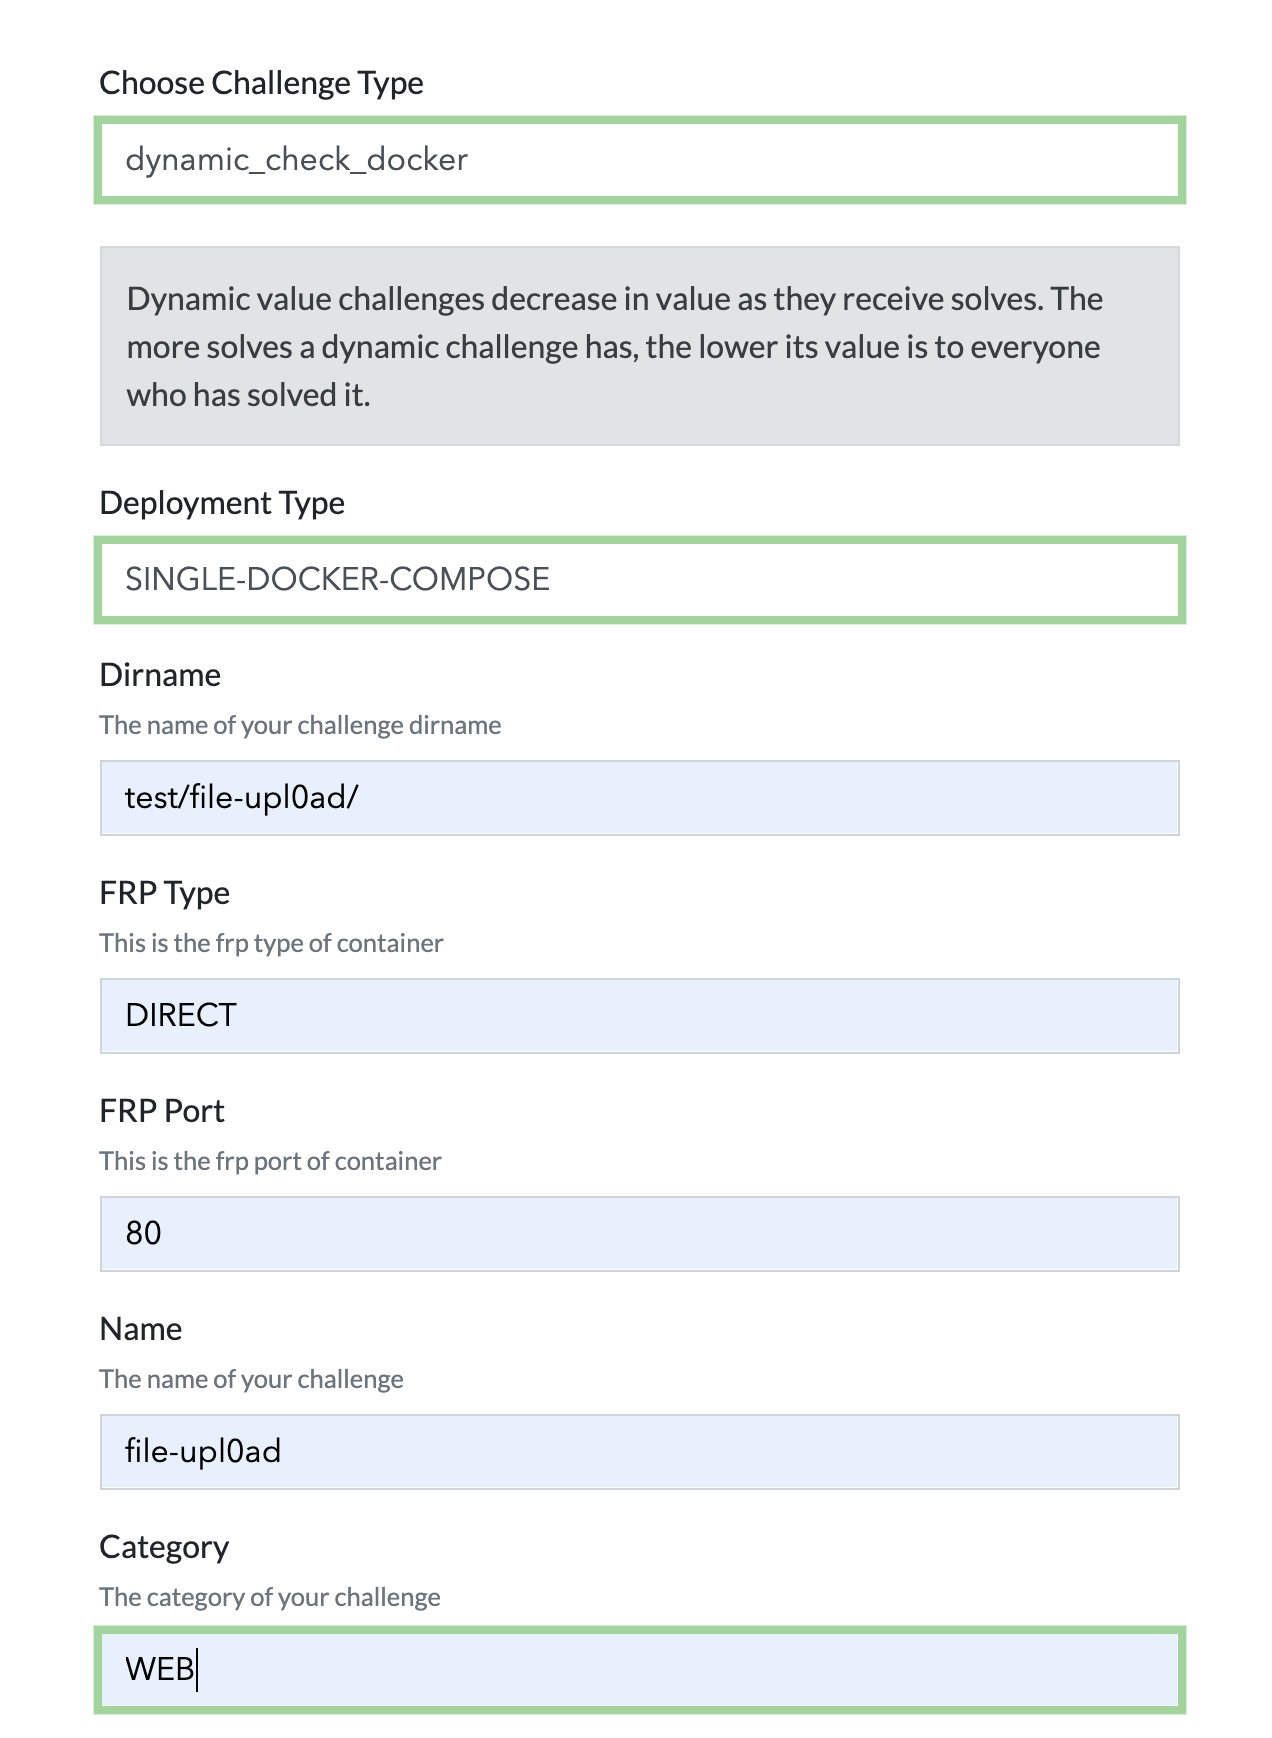 Choose Challenge Type
dynamic_check_docker
Dynamic value challenges decrease in value as they receive solves. The
more solves a dynamic challenge has, the lower its value is to everyone
who has solved it.
Deployment Type
SINGLE-DOCKER-COMPOSE
Dirname
The name of your challenge dirname
test/file-upl0ad/
FRP Type
This is the frp type of container
DIRECT
FRP Port
This is the frp port of container
80
Name
The name of your challenge
file-upl0ad
Category
The category of your challenge
WEB